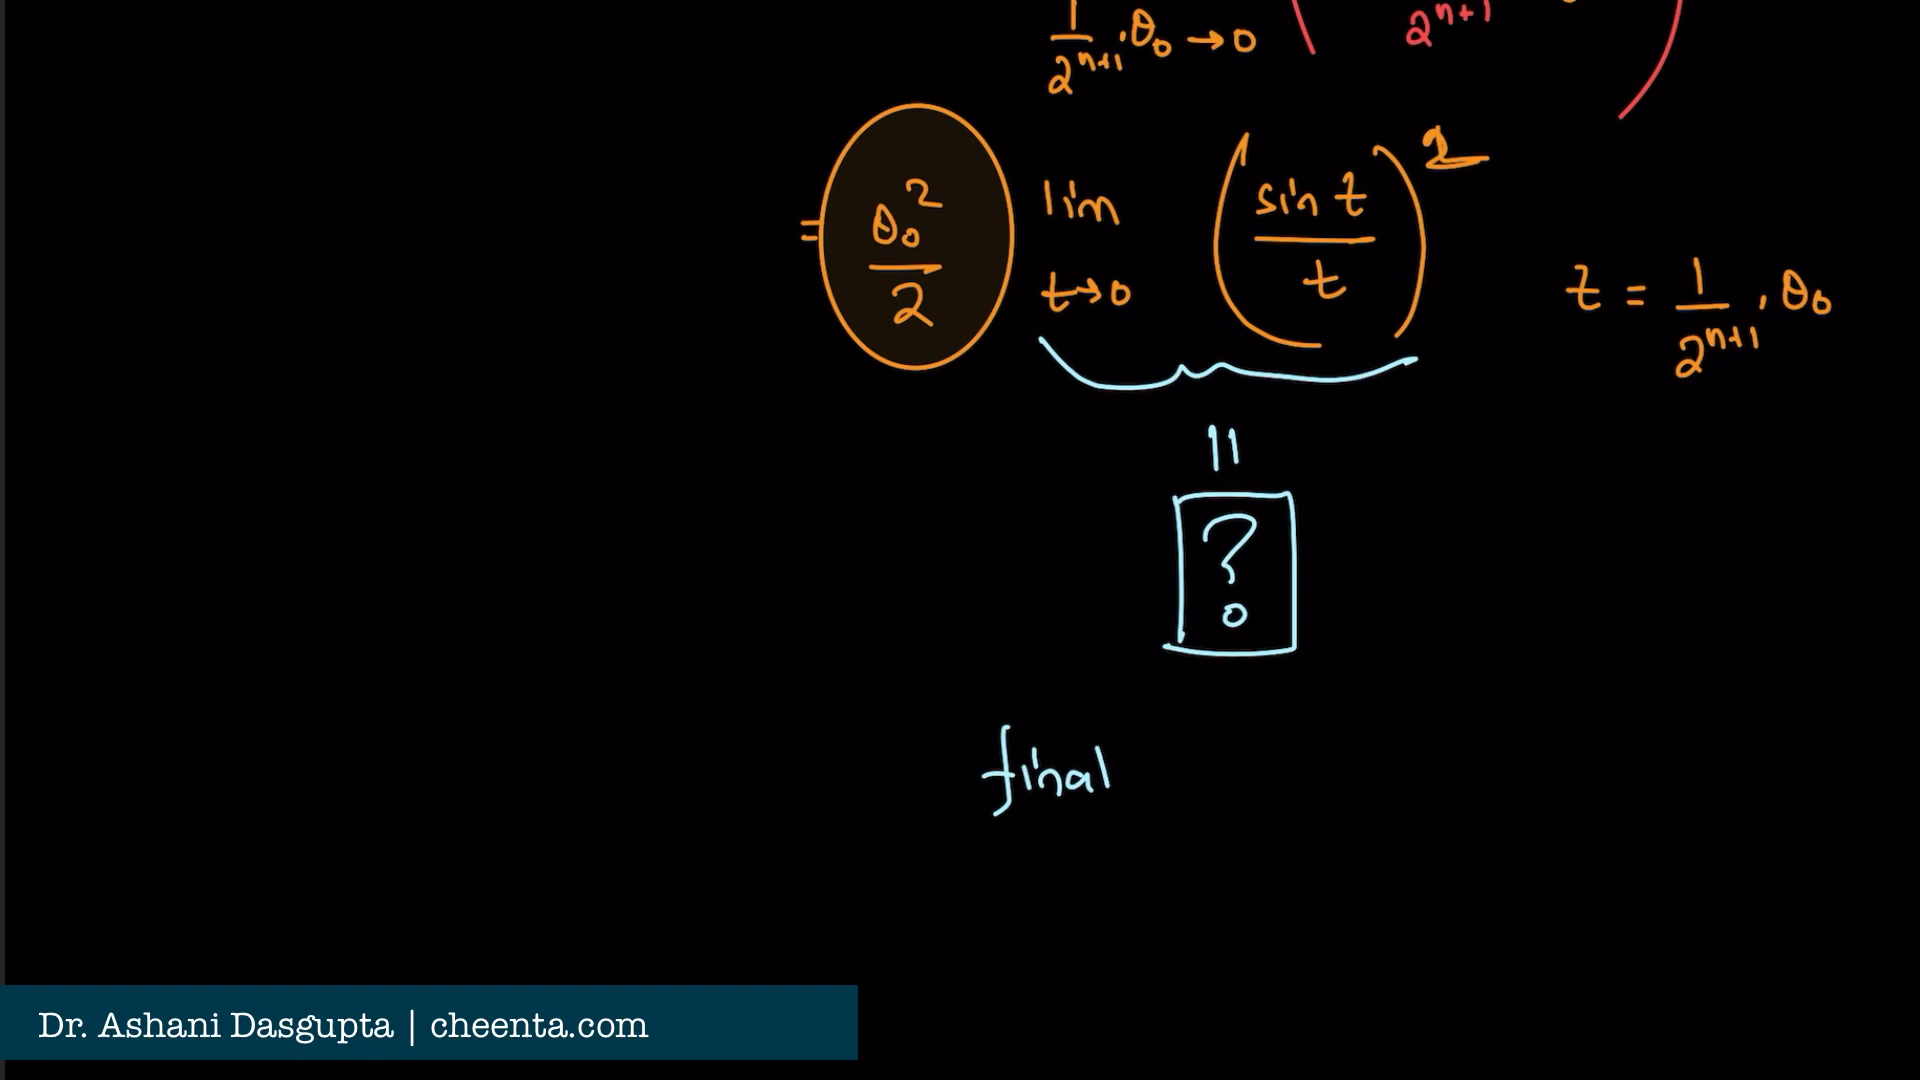 1/2^{n+1} · θ₀ → 0
2^{n+1}
= θ₀²/2 lim t→0 (sin t / t)²
t = 1/2^{n+1} · θ₀
||
?
final
Dr. Ashani Dasgupta | cheenta.com